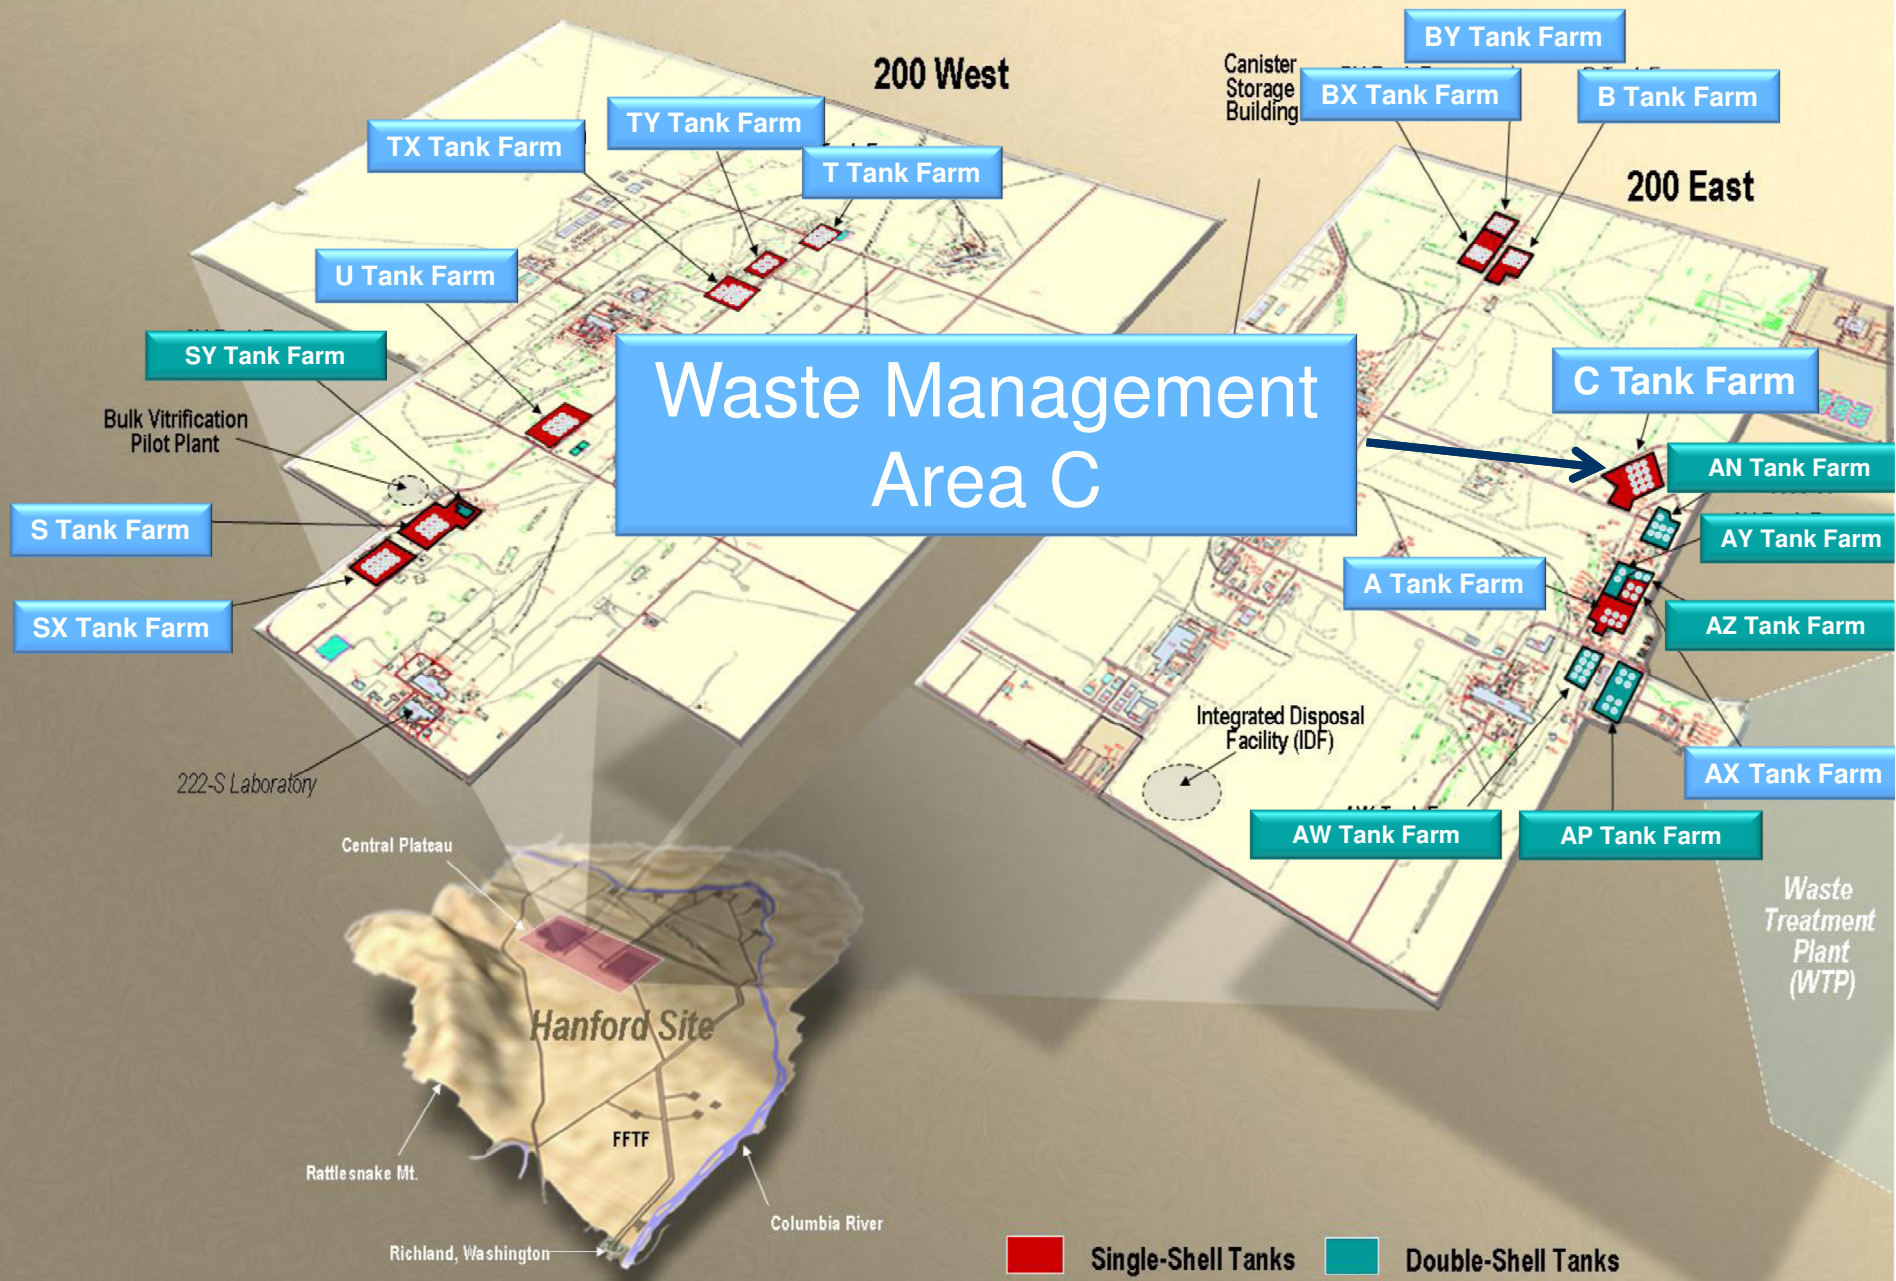 200 West
BY Tank Farm
Canister
Storage
Building
BX Tank Farm
B Tank Farm
TY Tank Farm
TX Tank Farm
T Tank Farm
200 East
U Tank Farm
SY Tank Farm
Waste Management
Area C
C Tank Farm
Bulk Vitrification
Pilot Plant
AN Tank Farm
S Tank Farm
AY Tank Farm
A Tank Farm
SX Tank Farm
AZ Tank Farm
Integrated Disposal
Facility (IDF)
222-S Laboratory
AX Tank Farm
AW Tank Farm
AP Tank Farm
Central Plateau
Waste
Treatment
Plant
(WTP)
Hanford Site
FFTF
Rattlesnake Mt.
Columbia River
Richland, Washington
Single-Shell Tanks
Double-Shell Tanks